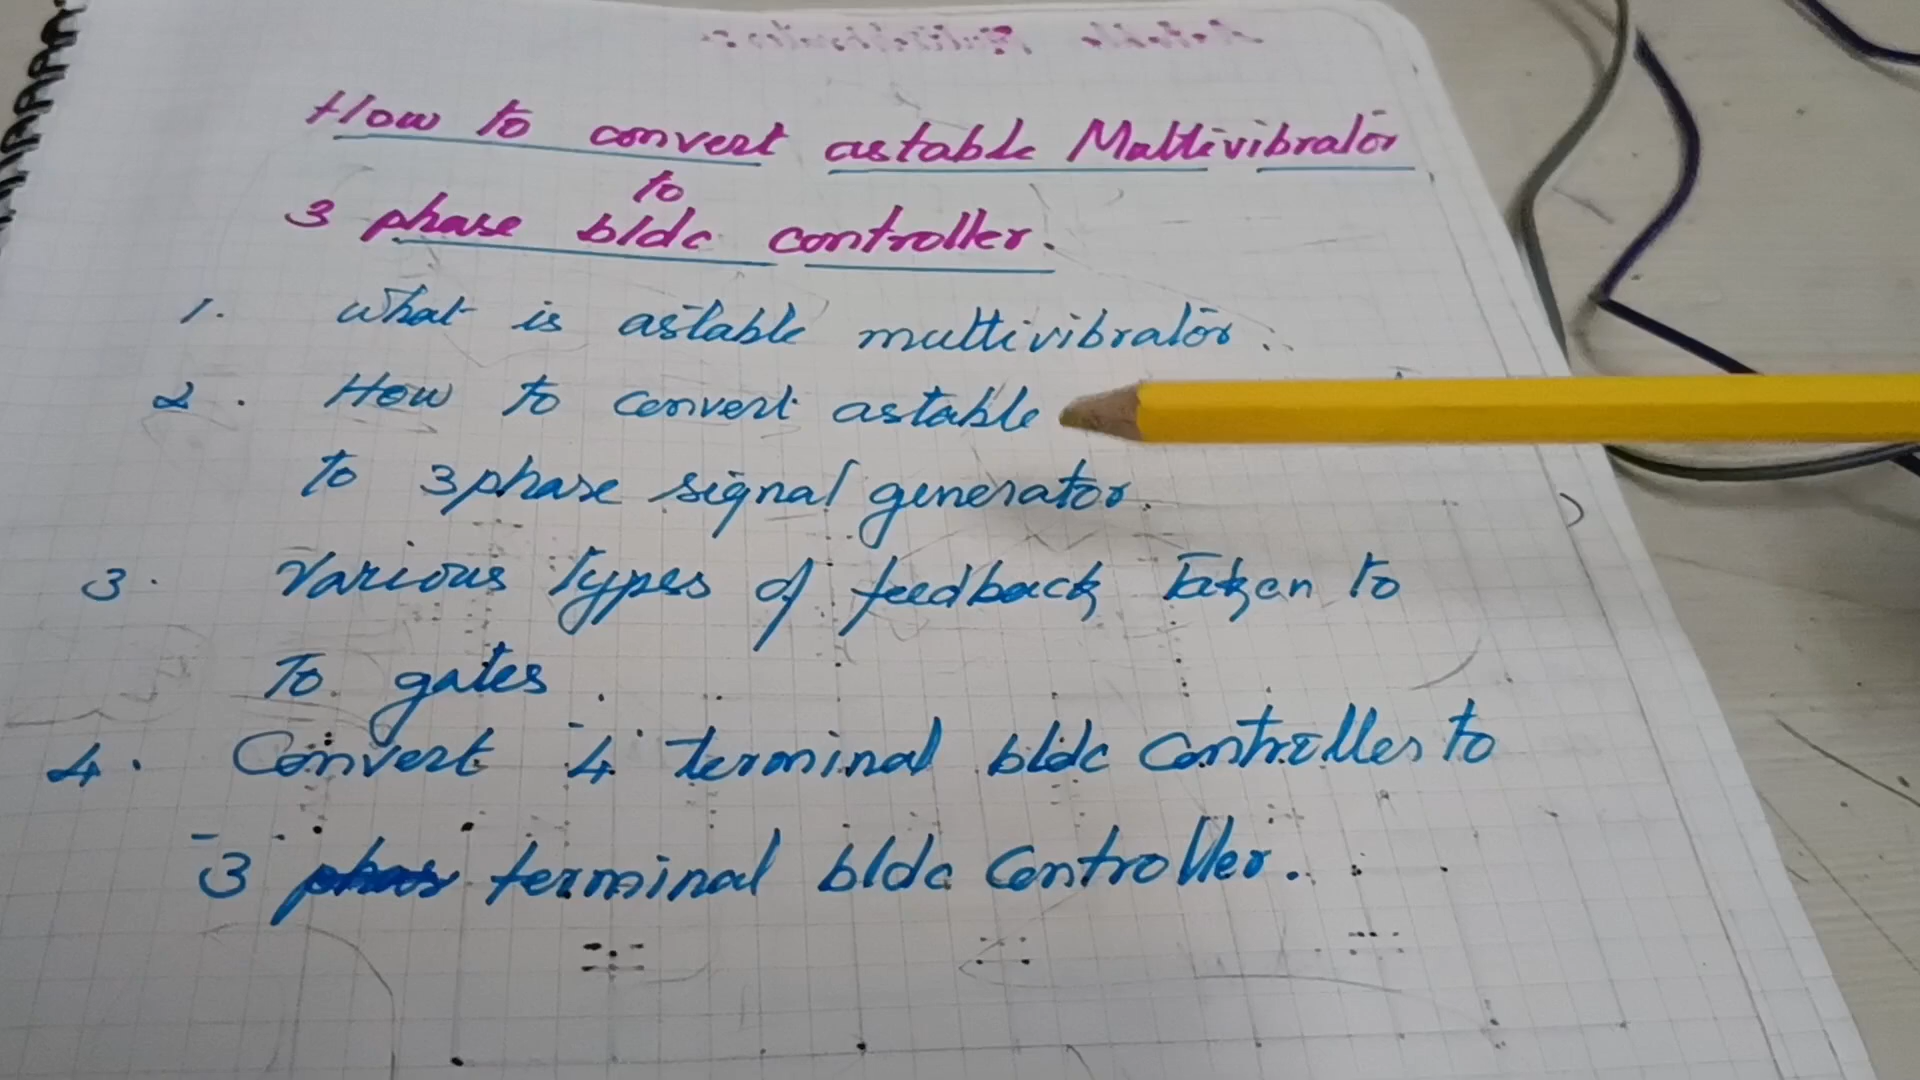 How to convert astable Multivibrator
to
3 phase bldc controller.
1. What is astable multivibrator.
2. How to convert astable
to 3phase signal generator.
3. Various types of feedback Taken to
To gates.
4. Convert 4 terminal bldc Controller to
3 terminal bldc Controller.